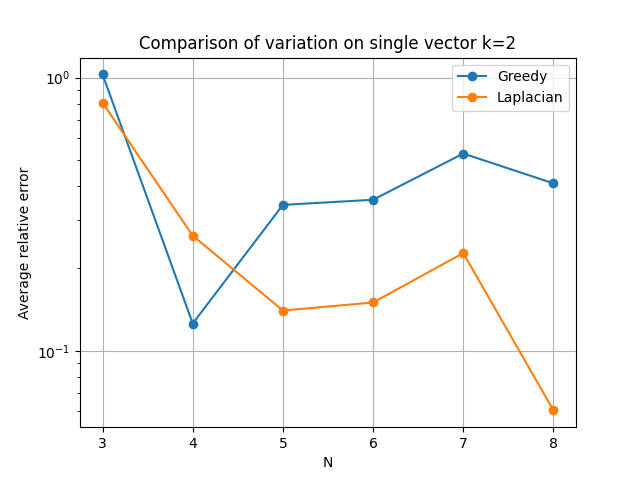 Comparison of variation on single vector k=2
Greedy
Laplacian
Average relative error
10⁰
10⁻¹
3 4 5 6 7 8
N